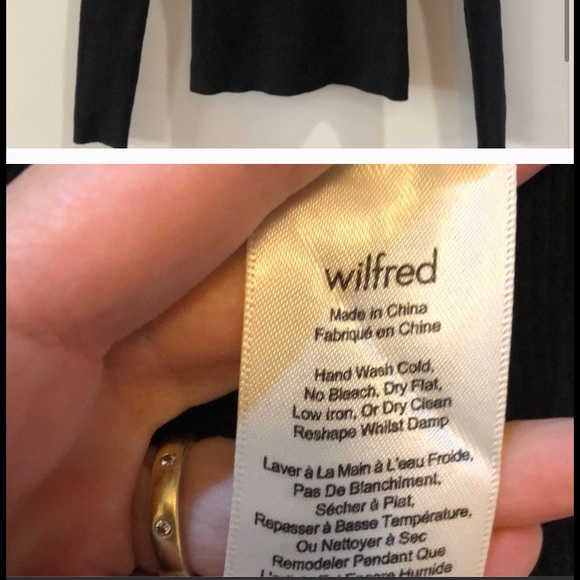 wilfred
Made in China
Fabriqué en Chine
Hand Wash Cold,
No Bleach, Dry Flat,
Low Iron, Or Dry Clean
Reshape Whilst Damp
Laver à La Main à L'eau Froide,
Pas De Blanchiment,
Sécher à Plat,
Repasser à Basse Température,
Ou Nettoyer à Sec
Remodeler Pendant Que
Encore Humide